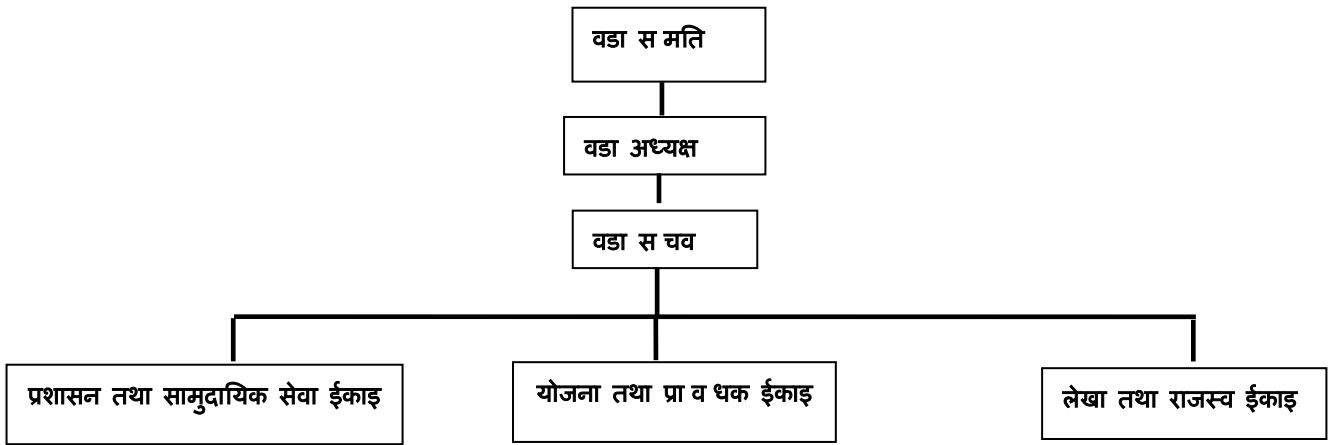 वडा स मति
वडा अध्यक्ष
वडा स चव
प्रशासन तथा सामुदायिक सेवा ईकाइ
योजना तथा प्रा व धक ईकाइ
लेखा तथा राजस्व ईकाइ